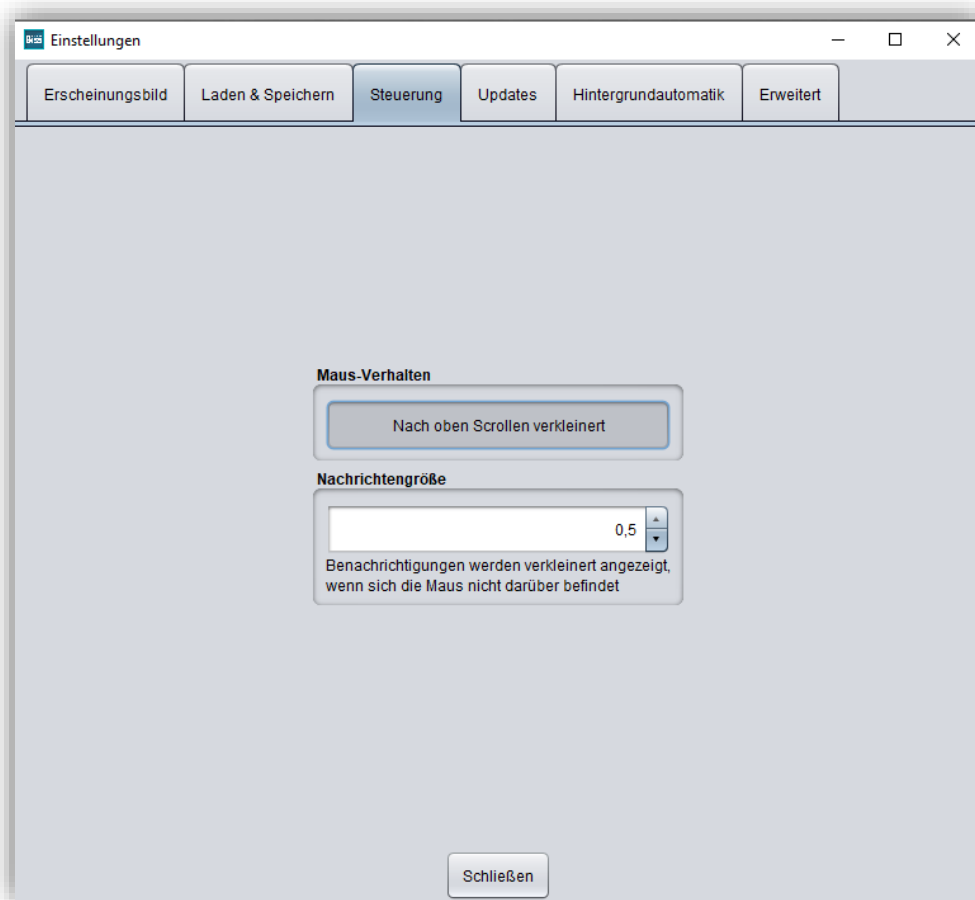 Einstellungen
Erscheinungsbild
Laden & Speichern
Steuerung
Updates
Hintergrundautomatik
Erweitert
Maus-Verhalten
Nach oben Scrollen verkleinert
Nachrichtengröße
0,5
Benachrichtigungen werden verkleinert angezeigt,
wenn sich die Maus nicht darüber befindet
Schließen